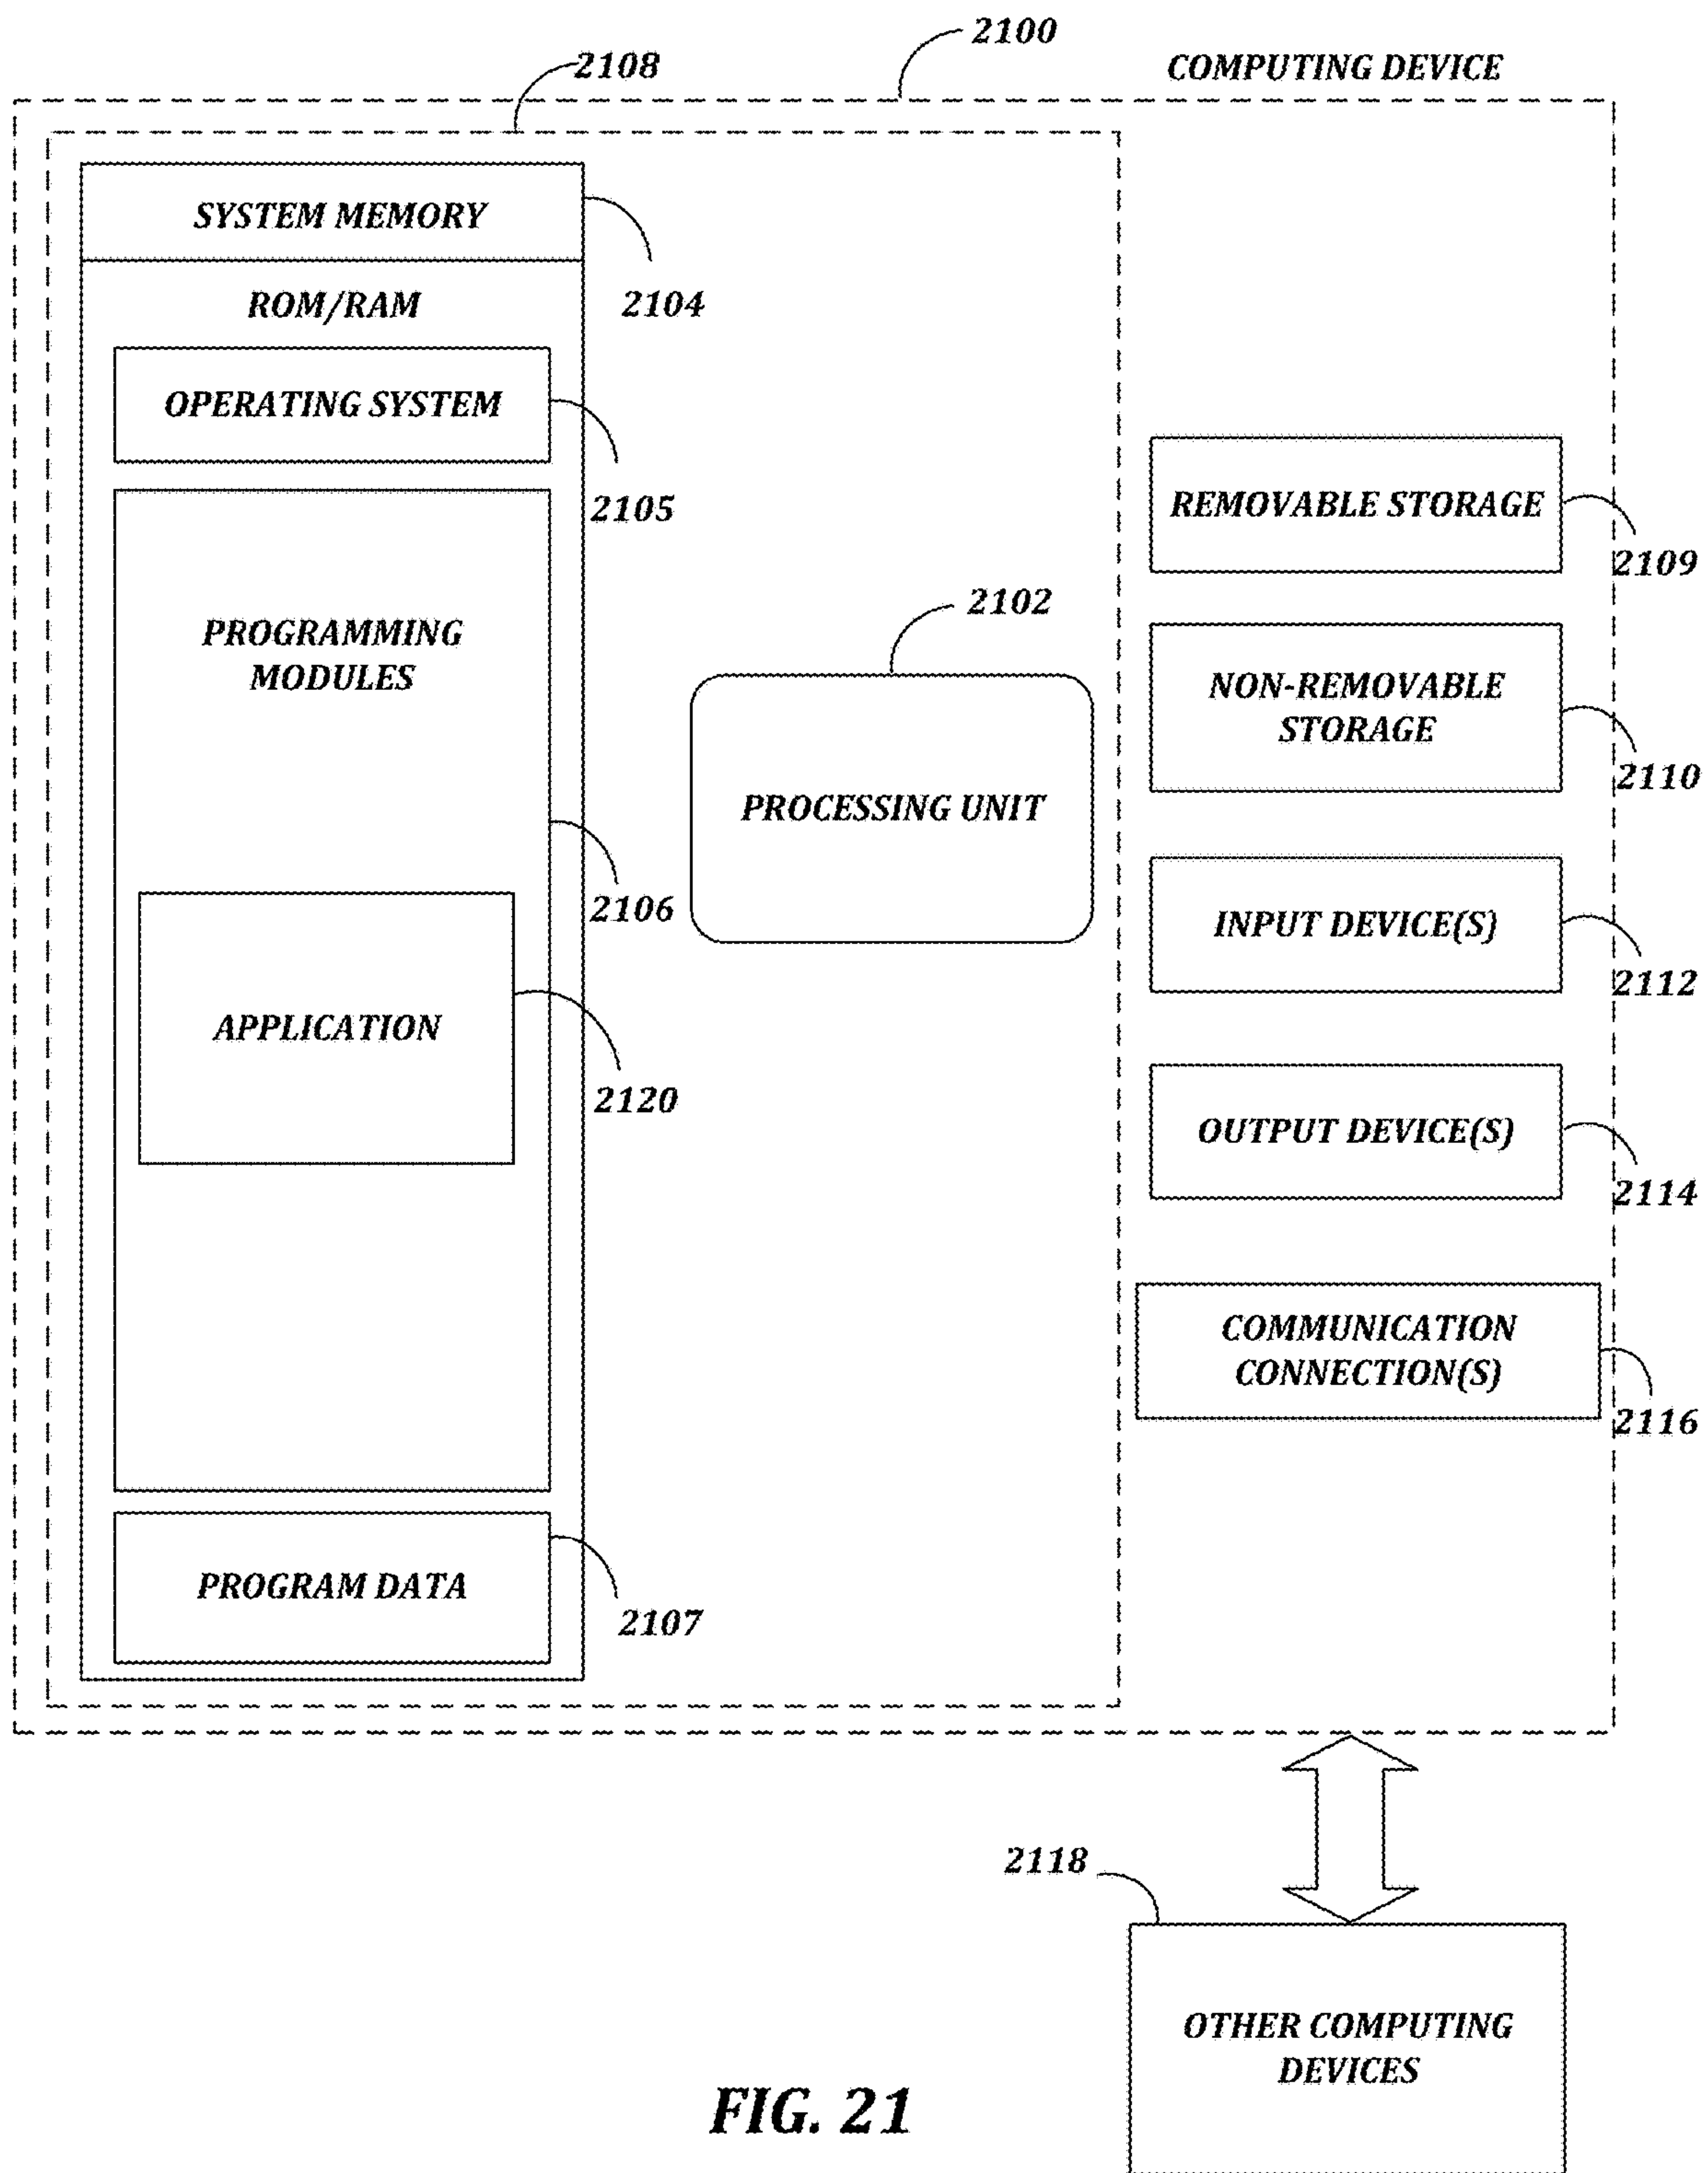 2100
COMPUTING DEVICE
2108
SYSTEM MEMORY
2104
ROM/RAM
OPERATING SYSTEM
2105
PROGRAMMING
MODULES
2106
APPLICATION
2120
PROGRAM DATA
2107
2102
PROCESSING UNIT
REMOVABLE STORAGE
2109
NON-REMOVABLE
STORAGE
2110
INPUT DEVICE(S)
2112
OUTPUT DEVICE(S)
2114
COMMUNICATION
CONNECTION(S)
2116
2118
OTHER COMPUTING
DEVICES
FIG. 21